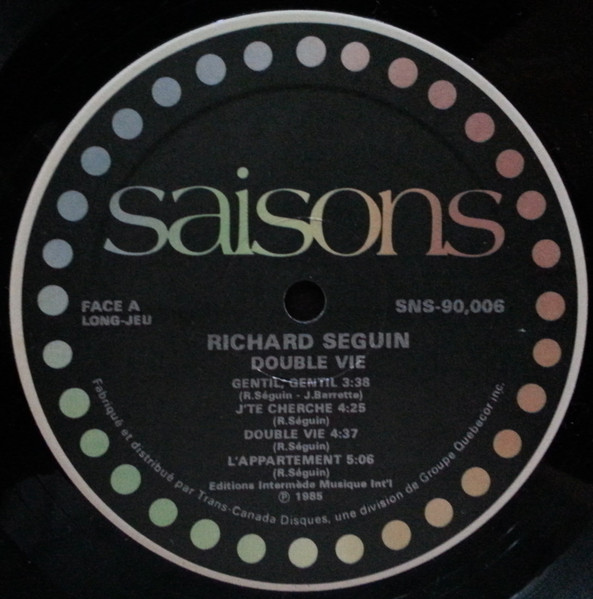 saisons
FACE A
LONG-JEU
SNS-90,006
RICHARD SEGUIN
DOUBLE VIE
GENTIL, GENTIL 3:38
(R.Séguin - J.Barrette)
J'TE CHERCHE 4:25
(R.Séguin)
DOUBLE VIE 4:37
(R.Séguin)
L'APPARTEMENT 5:06
(R.Séguin)
Editions Intermède Musique Int'l
℗ 1985
Fabriqué et distribué par Trans-Canada Disques, une division de Groupe Quebecor inc.